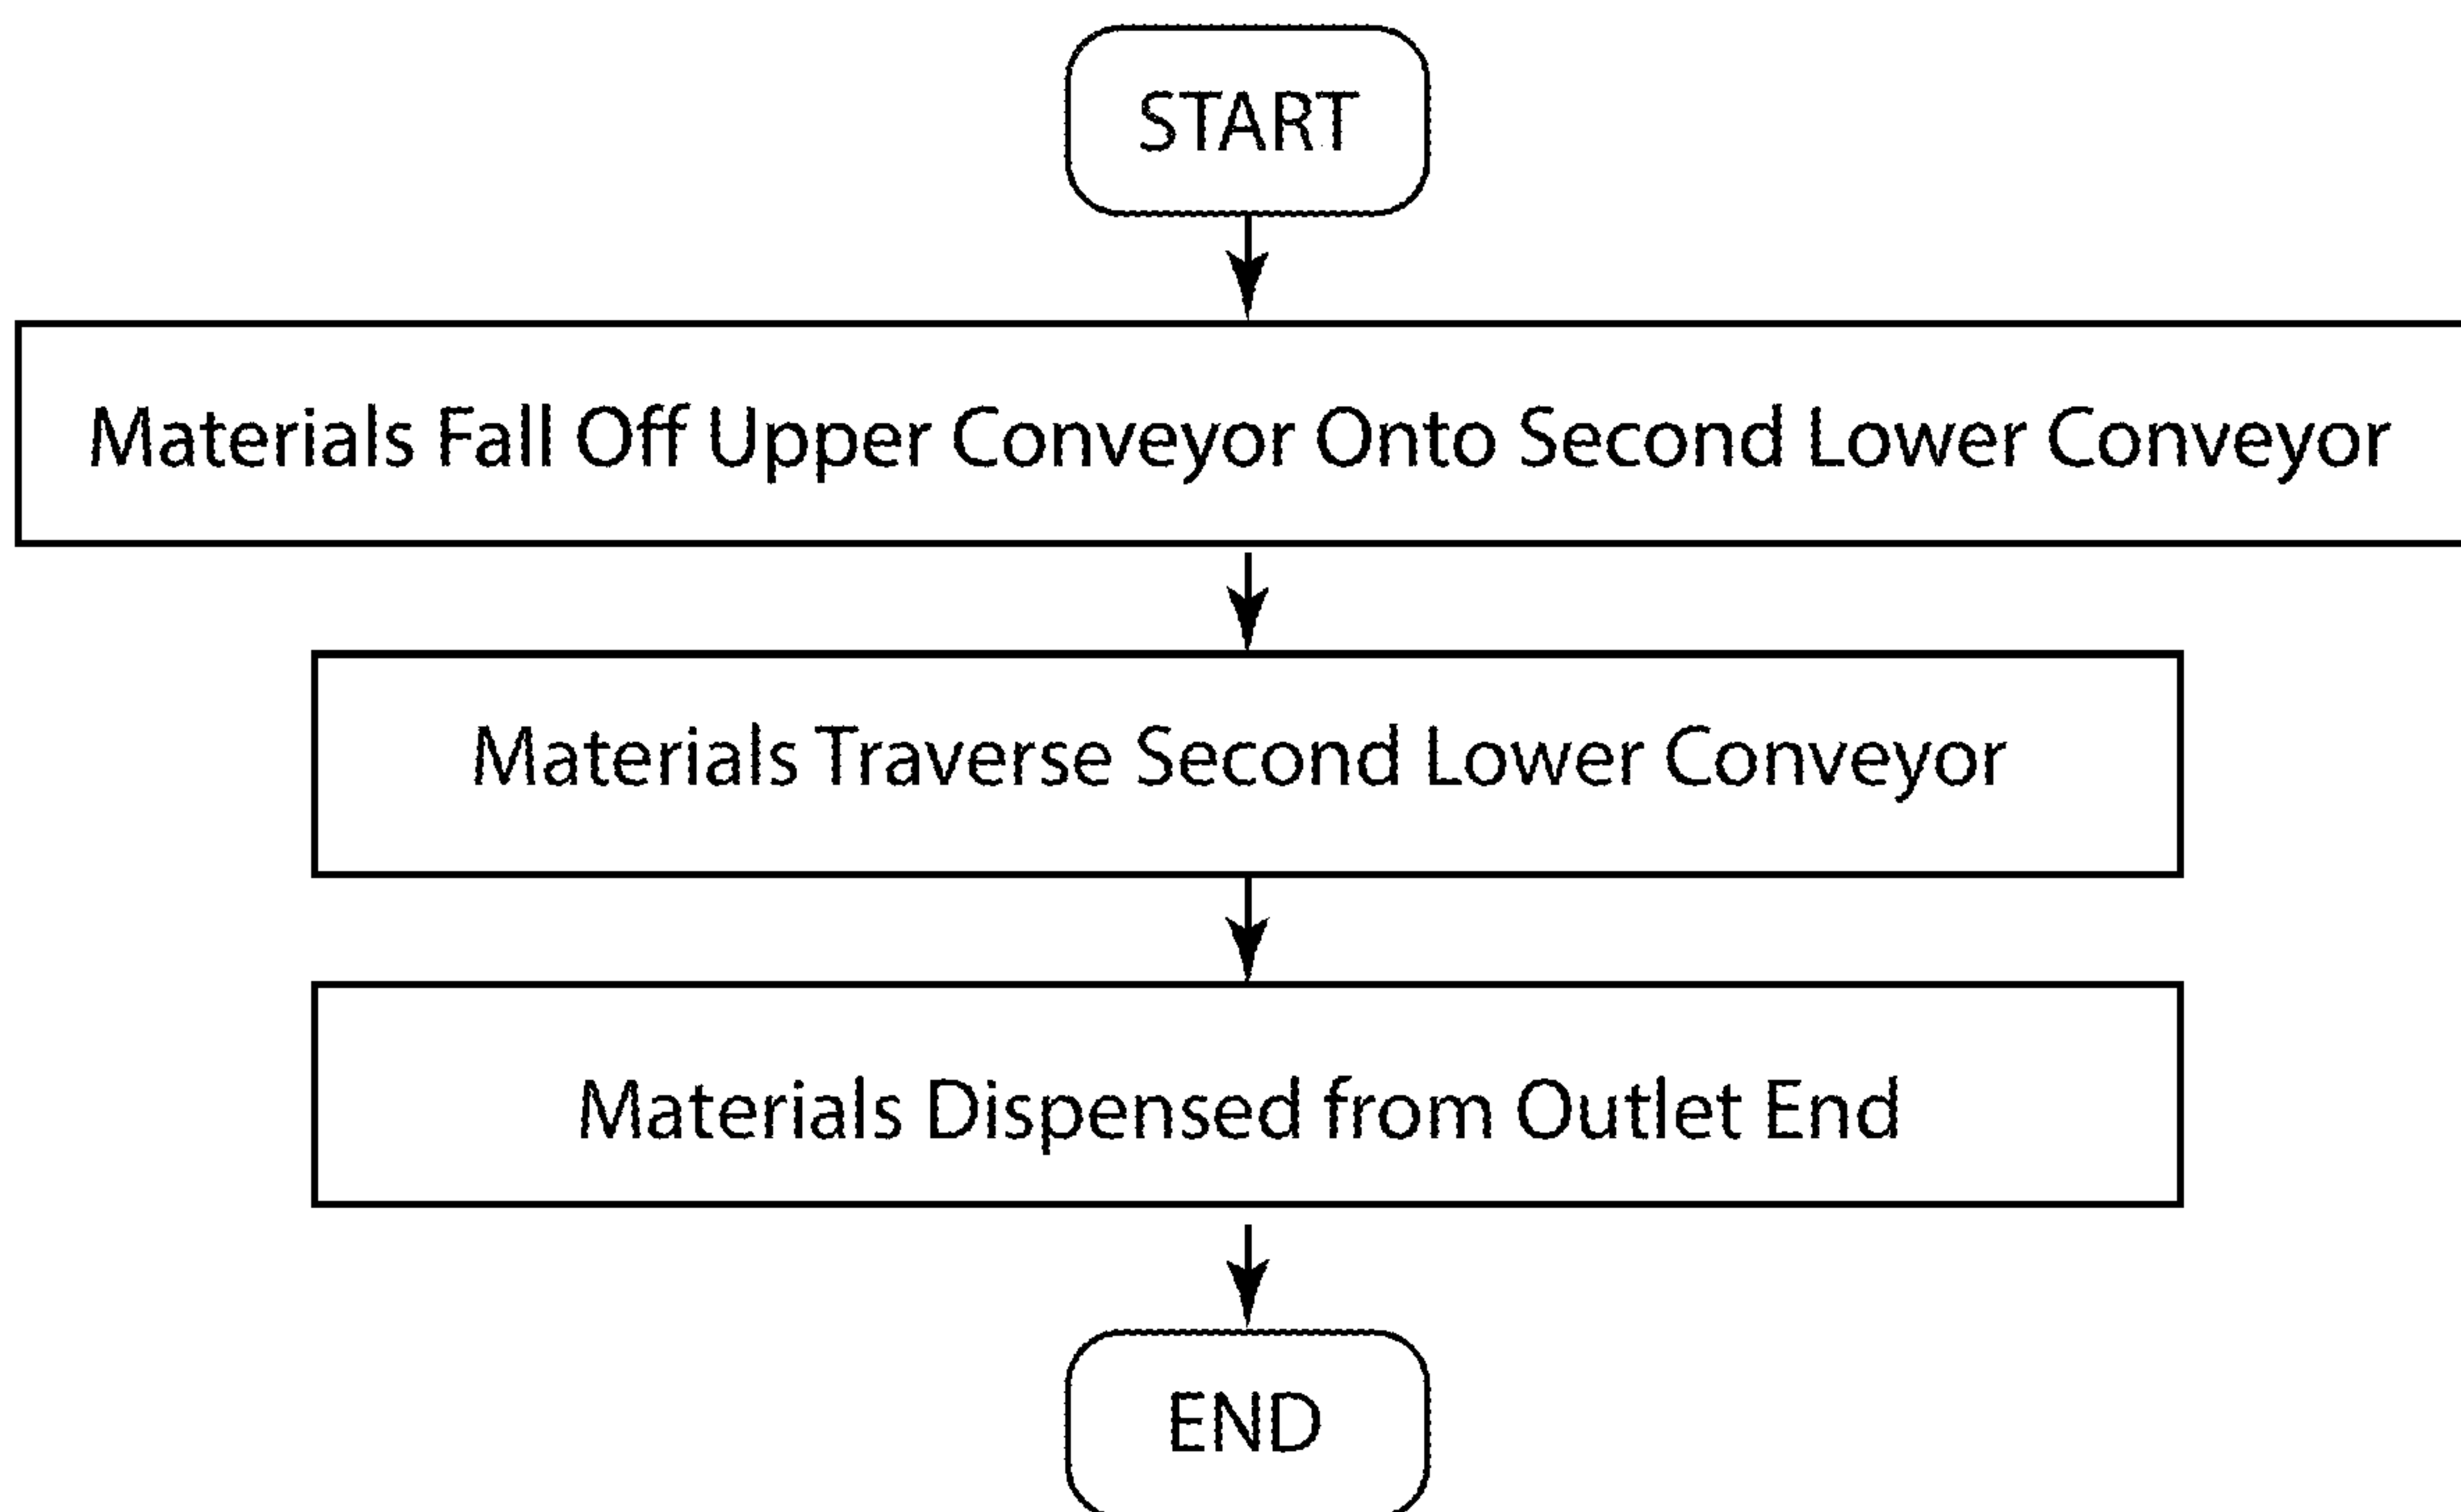 START
Materials Fall Off Upper Conveyor Onto Second Lower Conveyor
Materials Traverse Second Lower Conveyor
Materials Dispensed from Outlet End
END